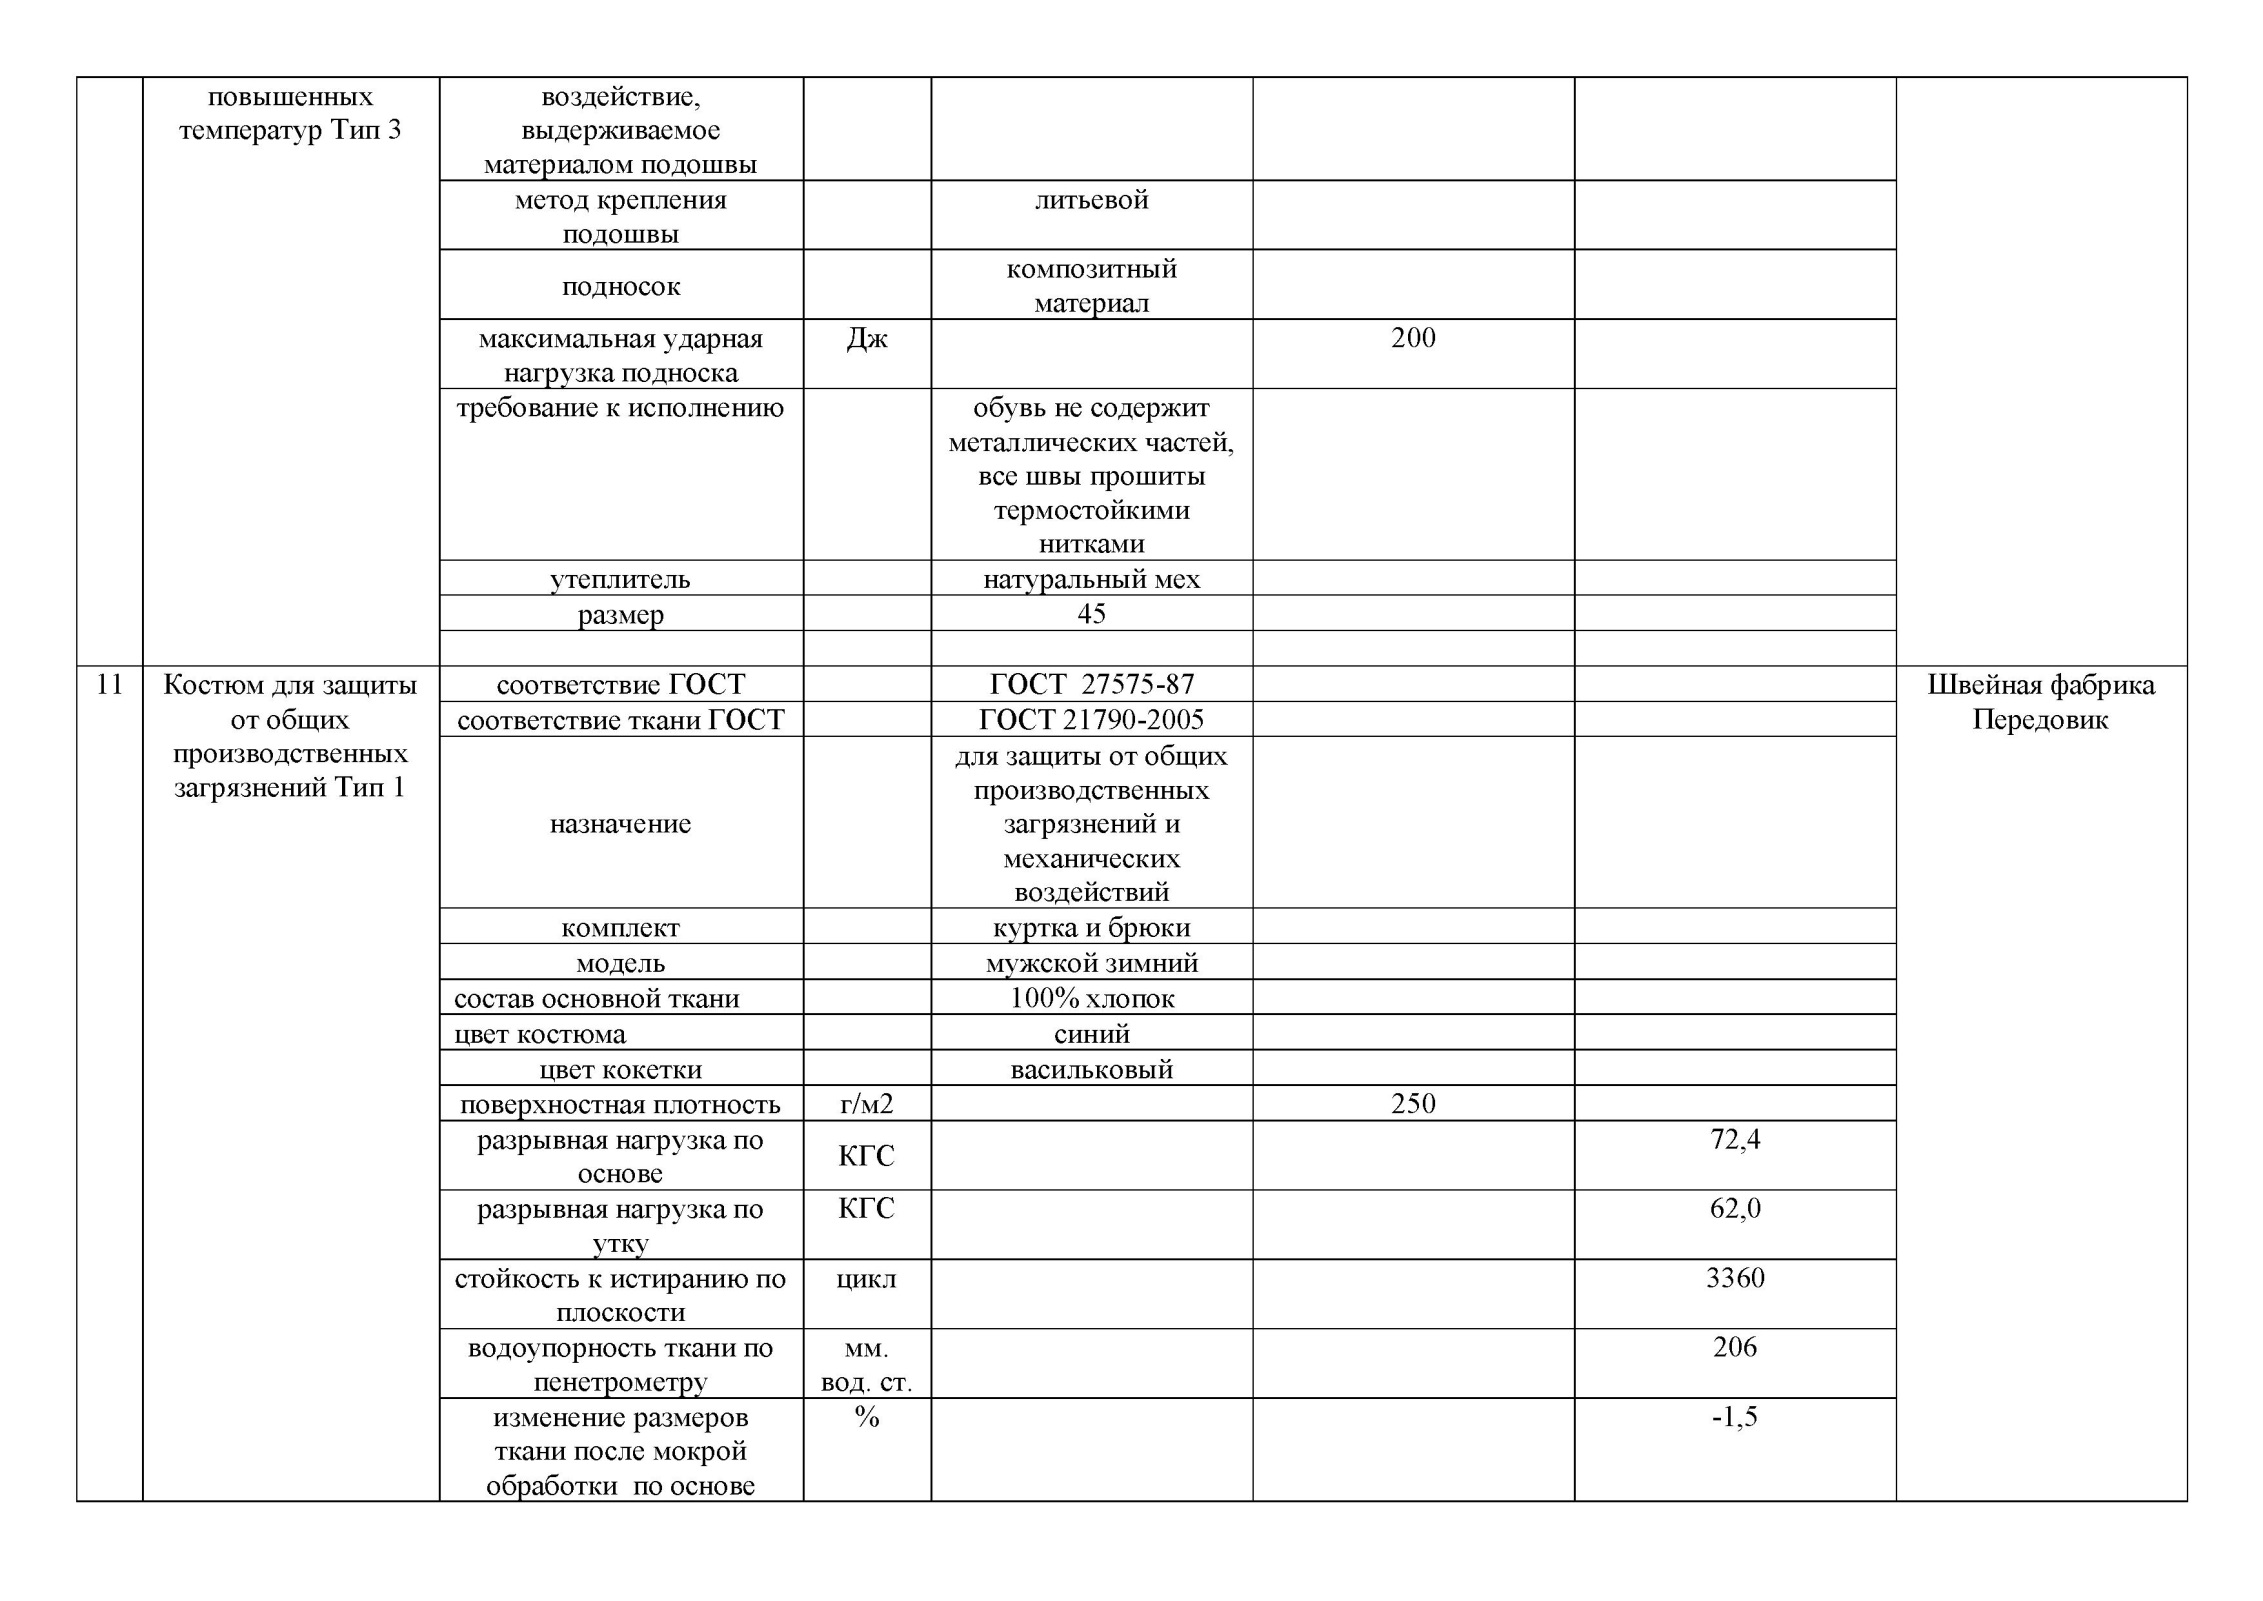 повышенных
температур Тип 3
воздействие,
выдерживаемое
материалом подошвы
метод крепления
подошвы
литьевой
подносок
композитный
материал
максимальная ударная
нагрузка подноска
Дж
200
требование к исполнению
обувь не содержит
металлических частей,
все швы прошиты
термостойкими
нитками
утеплитель
натуральный мех
размер
45
11
Костюм для защиты
от общих
производственных
загрязнений Тип 1
соответствие ГОСТ
ГОСТ  27575-87
Швейная фабрика
Передовик
соответствие ткани ГОСТ
ГОСТ 21790-2005
назначение
для защиты от общих
производственных
загрязнений и
механических
воздействий
комплект
куртка и брюки
модель
мужской зимний
состав основной ткани
100% хлопок
цвет костюма
синий
цвет кокетки
васильковый
поверхностная плотность
г/м2
250
разрывная нагрузка по
основе
КГС
72,4
разрывная нагрузка по
утку
КГС
62,0
стойкость к истиранию по
плоскости
цикл
3360
водоупорность ткани по
пенетрометру
мм.
вод. ст.
206
изменение размеров
ткани после мокрой
обработки  по основе
%
-1,5